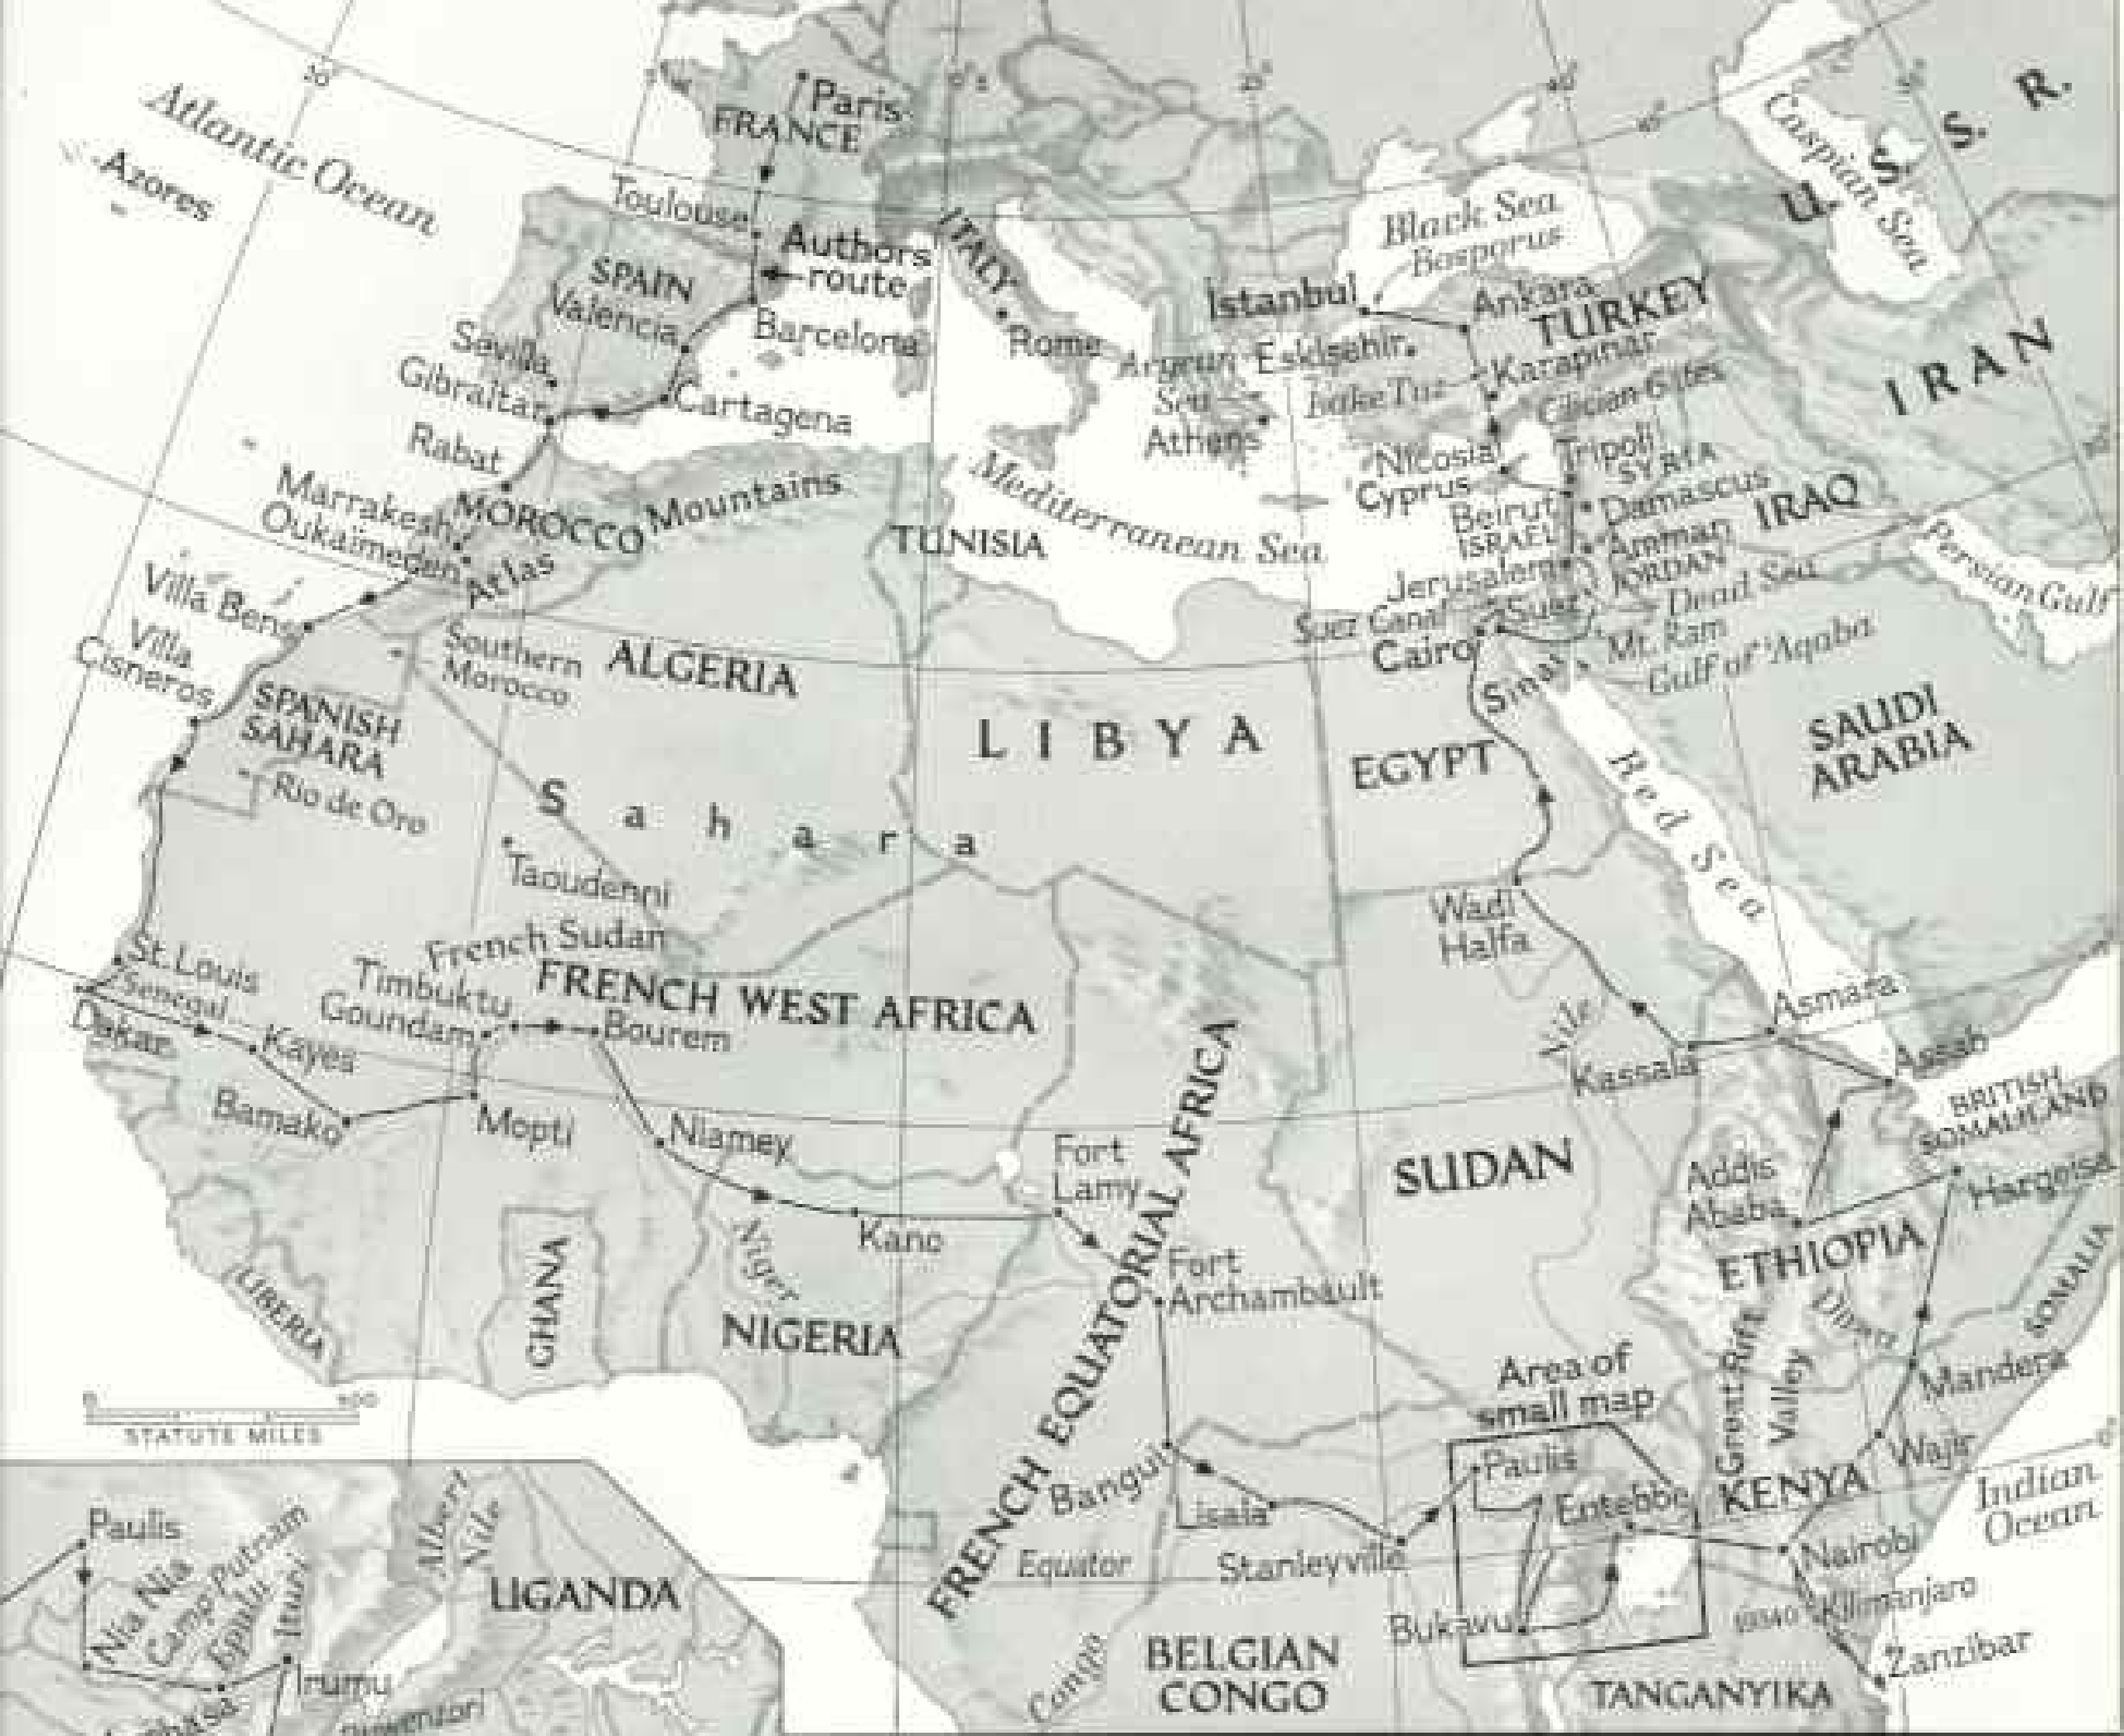 Paris
FRANCE
Atlantic Ocean
Azores
Toulouse
Authors
route
SPAIN
Valencia
Barcelona
Sevilla
Gibraltar
Cartagena
Rabat
ITALY
Rome
Black Sea
Bosporus
Caspian Sea
U. S. S. R.
Istanbul
Ankara
TURKEY
Eskişehir
Karapinar
Lake Tuz
Cilician Gates
Sea
Athens
IRAN
Nicosia
Cyprus
Tripoli
SYRIA
Beirut
Damascus
IRAQ
ISRAEL
Amman
Jerusalem
JORDAN
Suez
Dead Sea
Suez Canal
Cairo
Mt. Ram
Sinai
Gulf of 'Aqaba
Persian Gulf
Mediterranean Sea
Marrakesh
MOROCCO
Mountains
Oukaïmeden
Atlas
TUNISIA
Villa Bens
Villa
Cisneros
Southern
Morocco
ALGERIA
SPANISH
SAHARA
Rio de Oro
LIBYA
EGYPT
SAUDI
ARABIA
Red Sea
Sahara
Taoudenni
French Sudan
Wadi
Halfa
St. Louis
Senegal
Timbuktu
FRENCH WEST AFRICA
Goundam
Bourem
Dakar
Kayes
Bamako
Mopti
Niamey
Nile
Asmara
Kassala
Assab
BRITISH
SOMALILAND
Fort
Lamy
SUDAN
Addis
Ababa
Hargeisa
Kano
Niger
GHANA
LIBERIA
NIGERIA
Fort
Archambault
FRENCH EQUATORIAL AFRICA
ETHIOPIA
SOMALIA
Great Rift
Valley
Mandera
Area of
small map
0
STATUTE MILES
Bangui
Paulis
Entebbe
KENYA
Wajir
Lisala
Indian
Ocean
Equator
Stanleyville
Nairobi
Kilimanjaro
Bukavu
Zanzibar
Congo
BELGIAN
CONGO
TANGANYIKA
Paulis
Nia Nia
Camp Putnam
Epulu
Ituri
Albert
Nile
UGANDA
Irumu